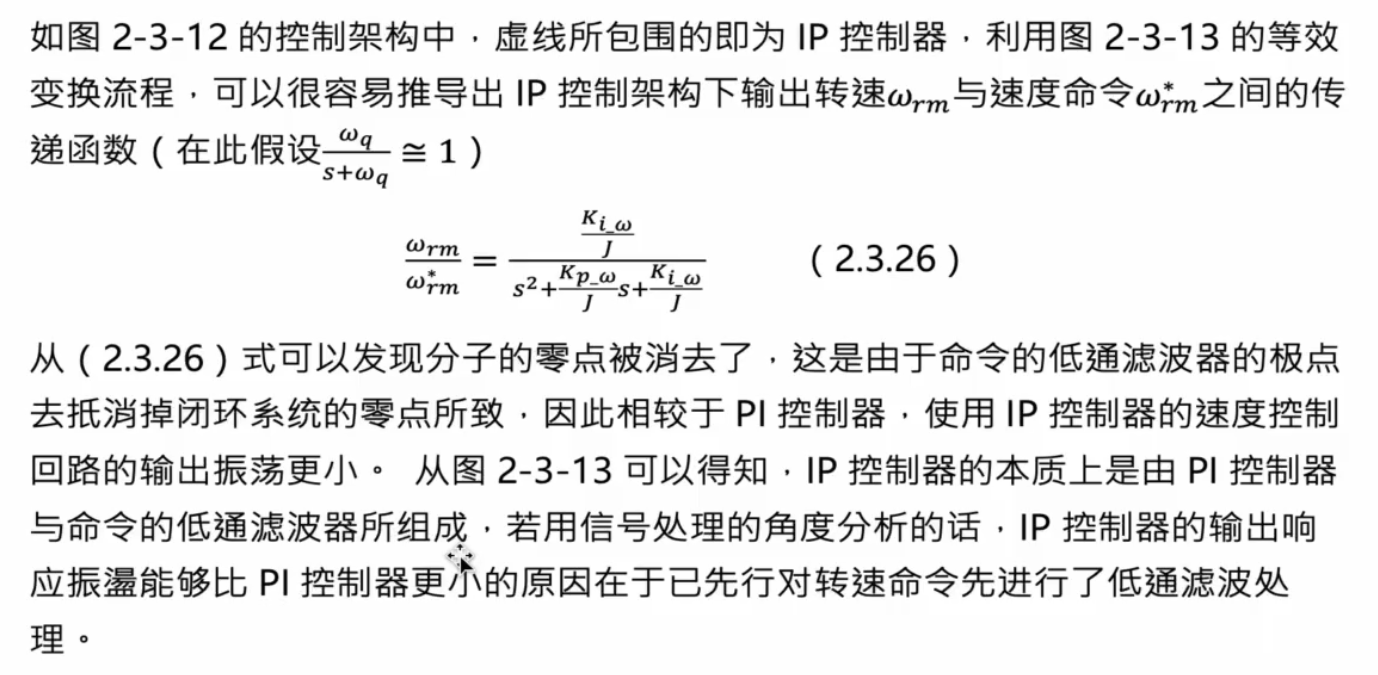 如图 2-3-12 的控制架构中，虚线所包围的即为 IP 控制器，利用图 2-3-13 的等效
变换流程，可以很容易推导出 IP 控制架构下输出转速ω_{rm}与速度命令ω_{rm}^{*}之间的传
递函数（在此假设\frac{ω_q}{s+ω_q} ≅ 1）
\frac{ω_{rm}}{ω_{rm}^{*}} = \frac{\frac{K_{i\_ω}}{J}}{s^2+\frac{K_{p\_ω}}{J}s+\frac{K_{i\_ω}}{J}} （2.3.26）
从（2.3.26）式可以发现分子的零点被消去了，这是由于命令的低通滤波器的极点
去抵消掉闭环系统的零点所致，因此相较于 PI 控制器，使用 IP 控制器的速度控制
回路的输出振荡更小。 从图 2-3-13 可以得知，IP 控制器的本质上是由 PI 控制器
与命令的低通滤波器所组成，若用信号处理的角度分析的话，IP 控制器的输出响
应振盪能够比 PI 控制器更小的原因在于已先行对转速命令先进行了低通滤波处
理。